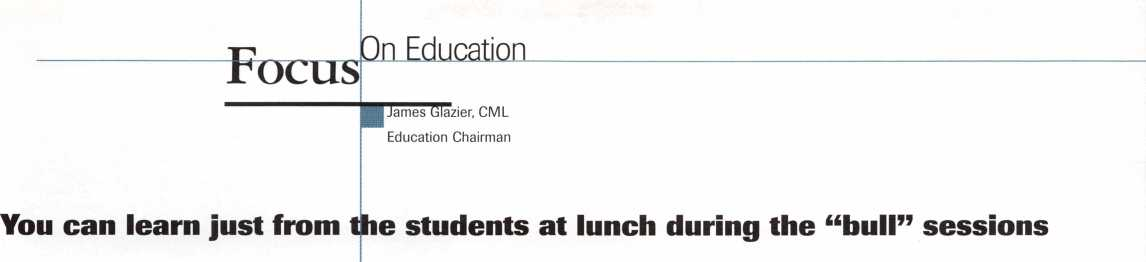 Focus On Education
James Glazier, CML
Education Chairman
You can learn just from the students at lunch during the “bull” sessions